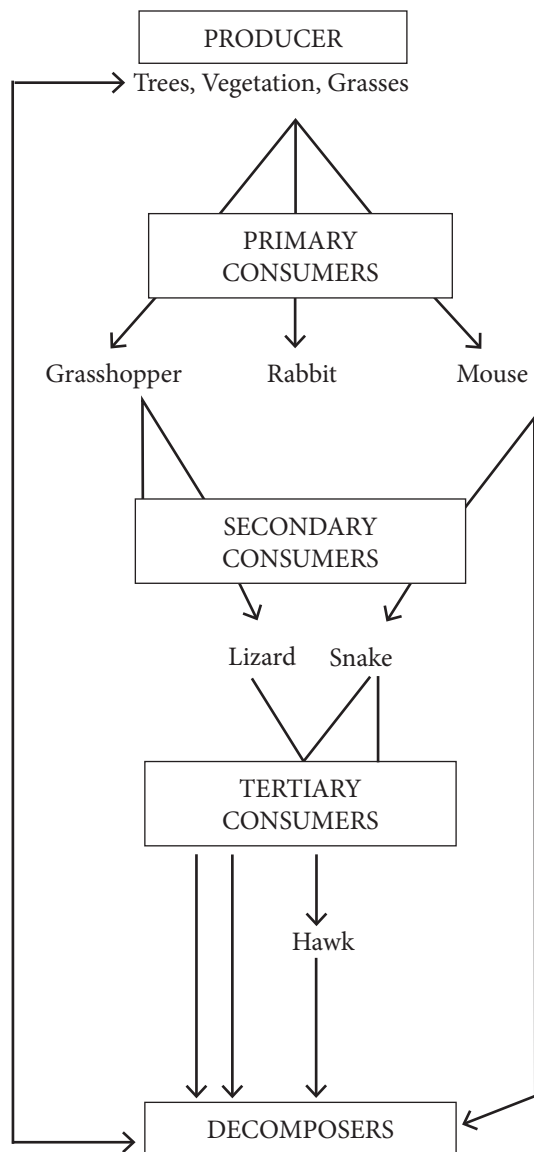 PRODUCER
Trees, Vegetation, Grasses
PRIMARY
CONSUMERS
Grasshopper Rabbit Mouse
SECONDARY
CONSUMERS
Lizard Snake
TERTIARY
CONSUMERS
Hawk
DECOMPOSERS